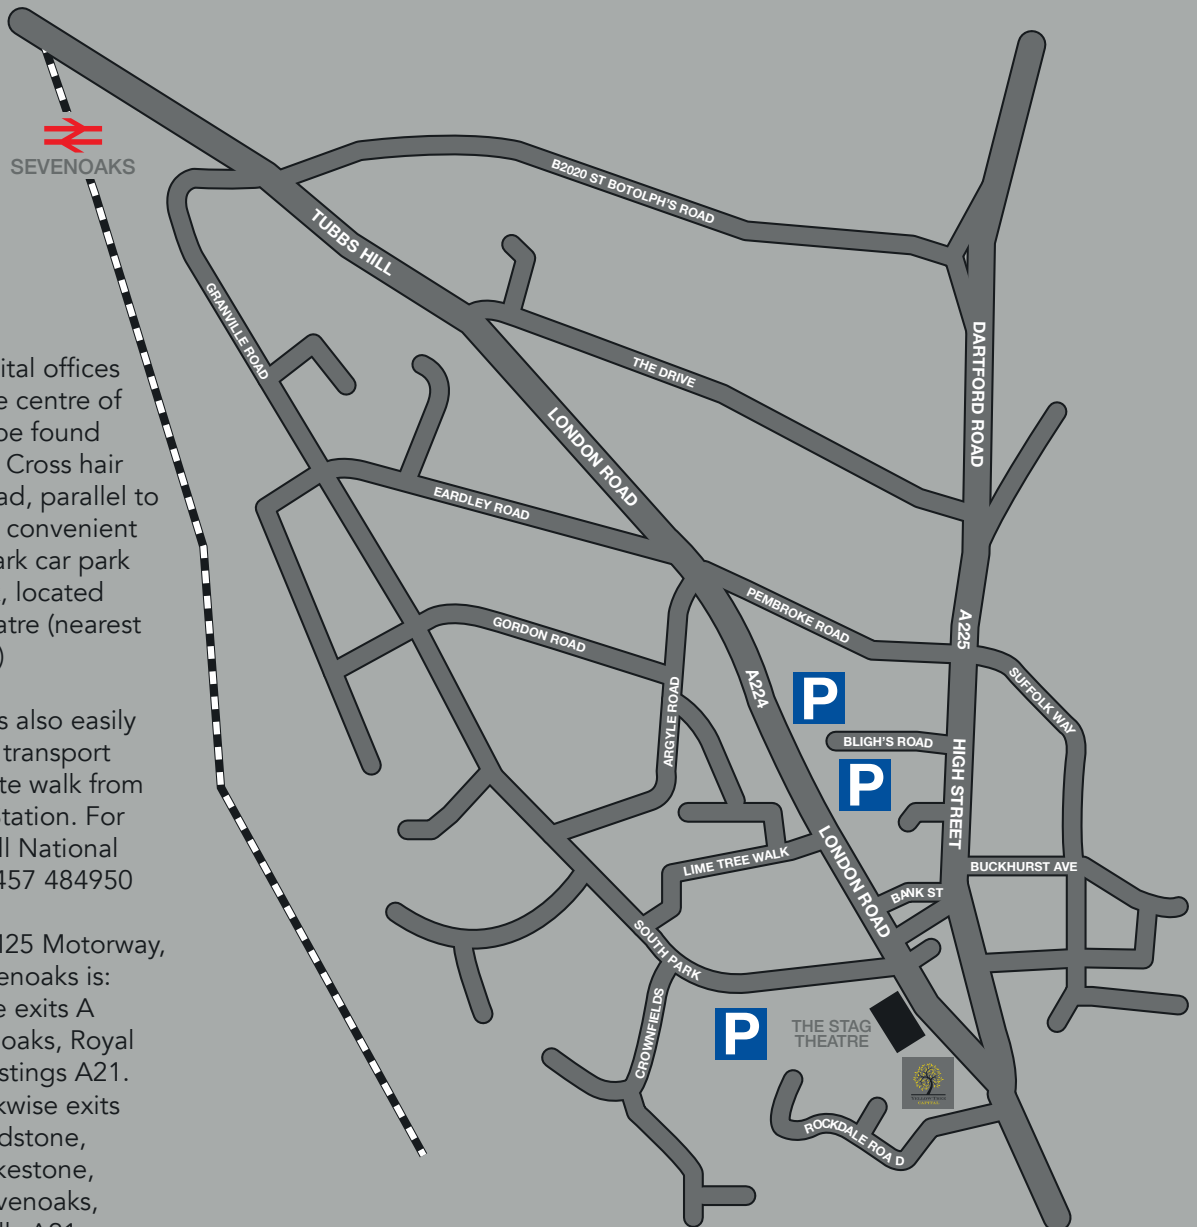 SEVENOAKS
B2020 ST BOTOLPH'S ROAD
TUBBS HILL
GRANVILLE ROAD
DARTFORD ROAD
THE DRIVE
LONDON ROAD
EARDLEY ROAD
PEMBROKE ROAD
A225
GORDON ROAD
A224
SUFFOLK WAY
ARGYLE ROAD
P
BLIGH'S ROAD
HIGH STREET
P
LONDON ROAD
LIME TREE WALK
BUCKHURST AVE
BANK ST
SOUTH PARK
CROWNFIELDS
P
THE STAG
THEATRE
ROCKDALE ROAD
ital offices
e centre of
be found
Cross hair
ad, parallel to
convenient
ark car park
, located
atre (nearest
)
s also easily
transport
te walk from
Station. For
ll National
457 484950
125 Motorway,
enoaks is:
e exits A
oaks, Royal
stings A21.
kwise exits
dstone,
kestone,
venoaks,